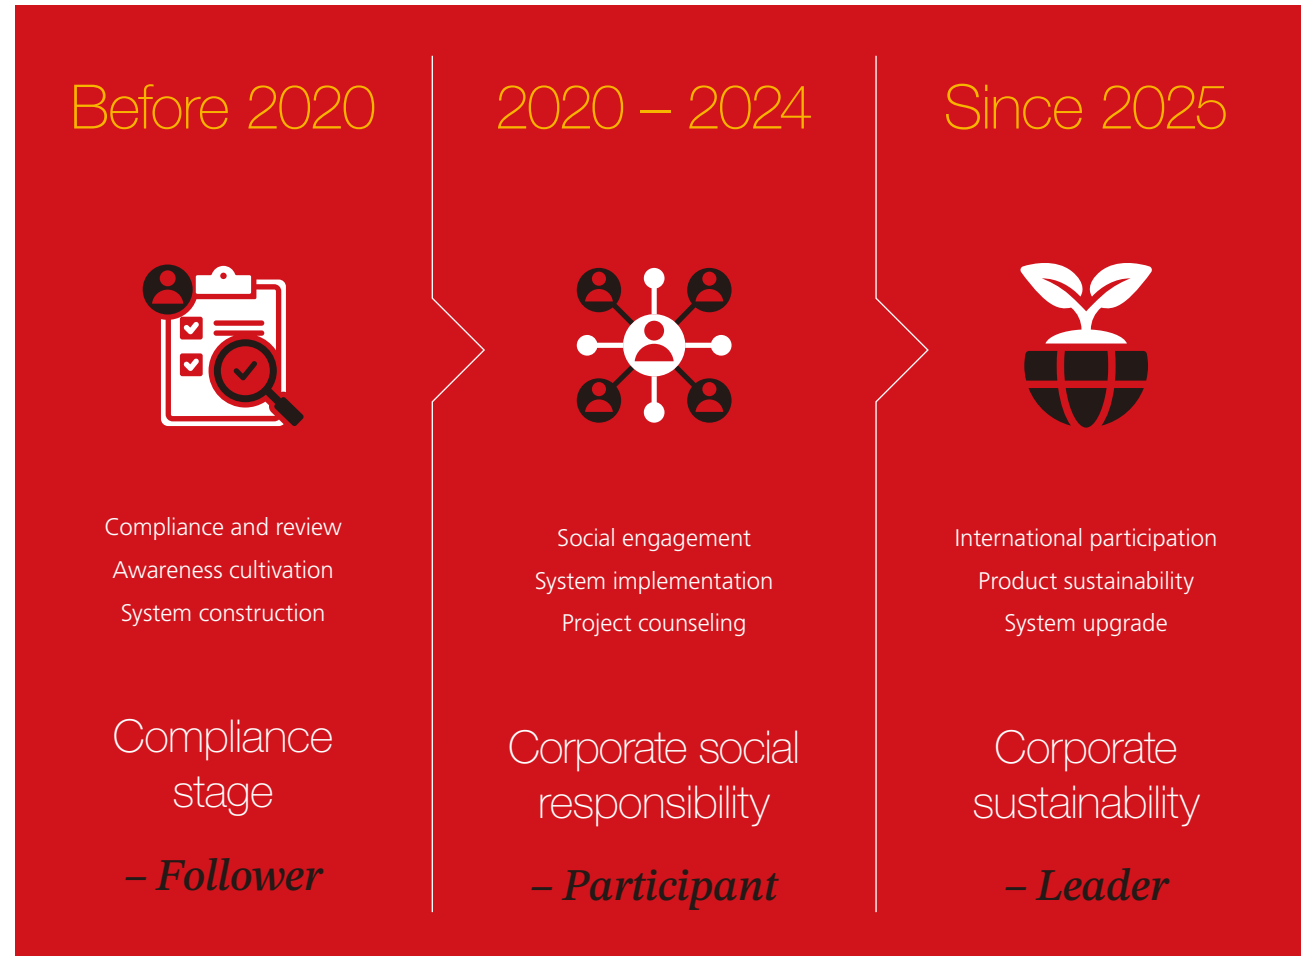 Before 2020
Compliance and review
Awareness cultivation
System construction
Compliance
stage
– Follower
2020 – 2024
Social engagement
System implementation
Project counseling
Corporate social
responsibility
– Participant
Since 2025
International participation
Product sustainability
System upgrade
Corporate
sustainability
– Leader